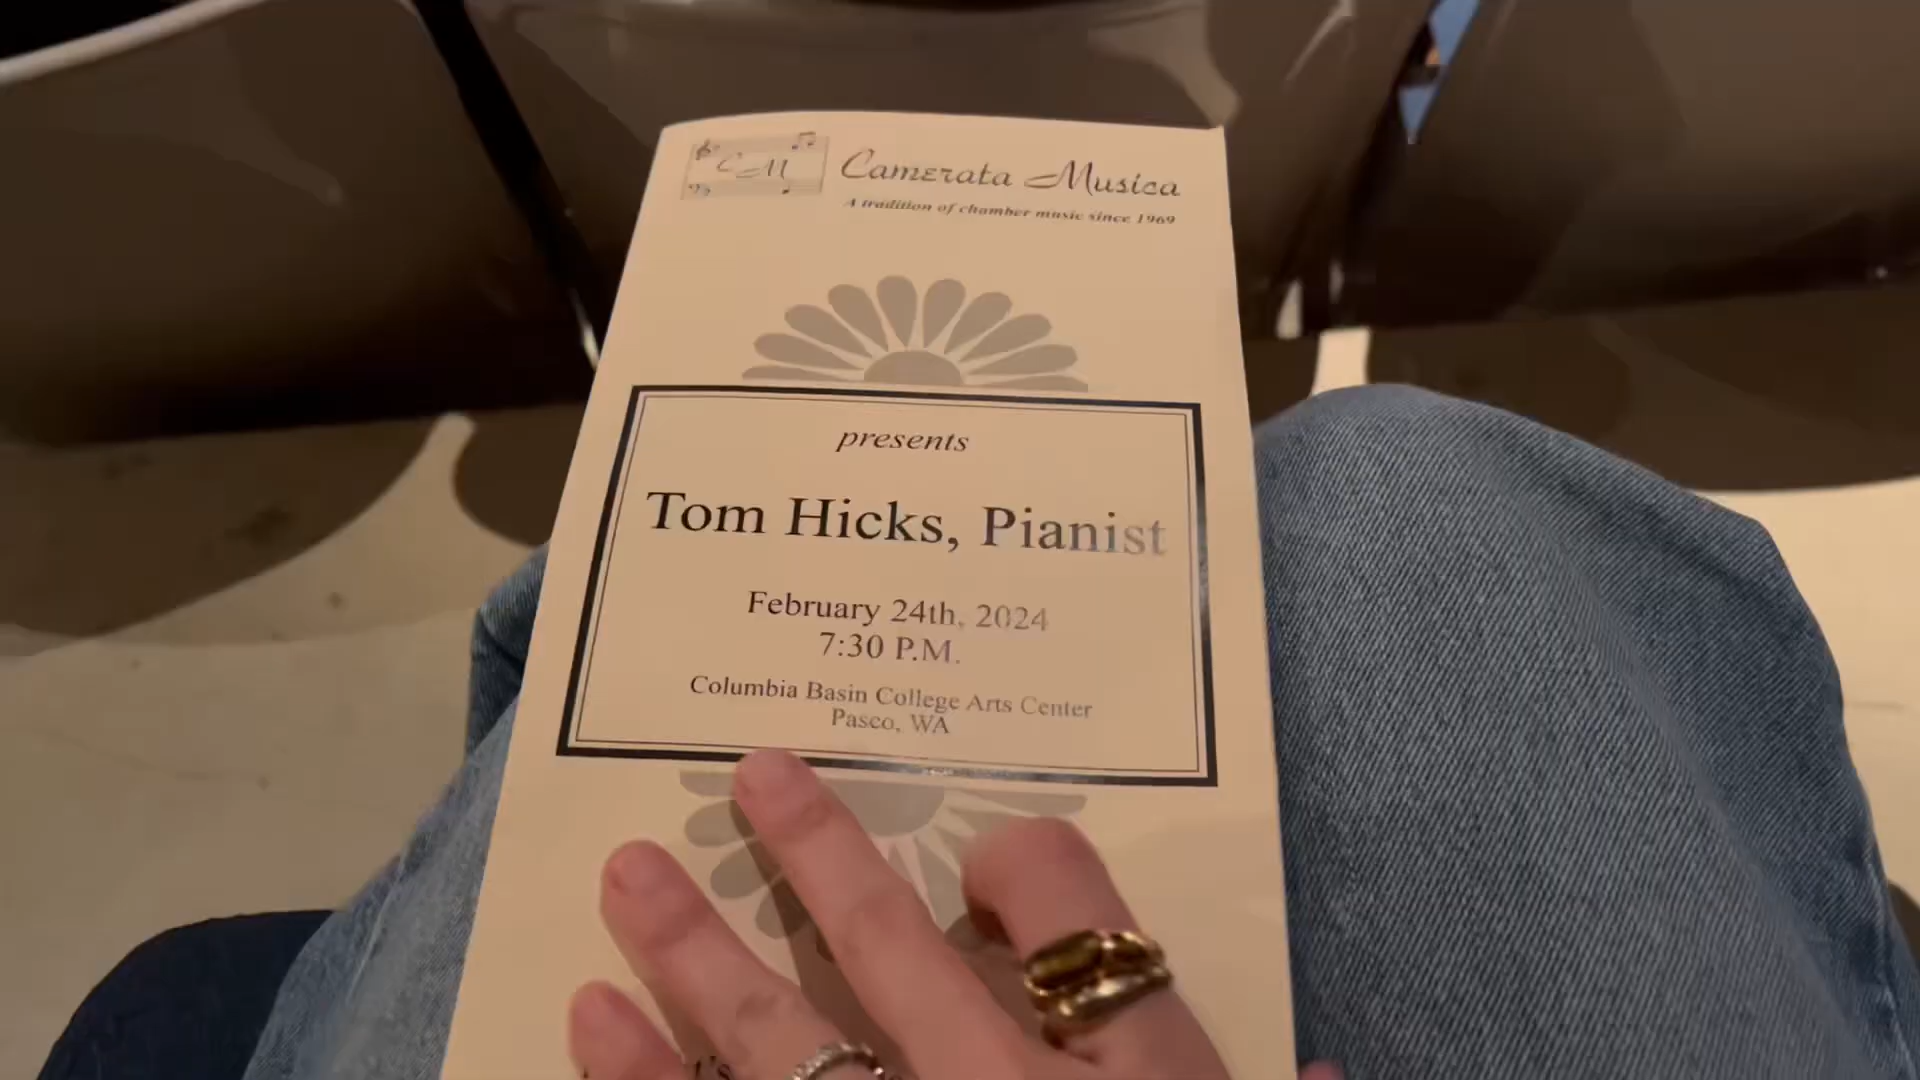 CM
Camerata Musica
A tradition of chamber music since 1969
presents
Tom Hicks, Pianist
February 24th, 2024
7:30 P.M.
Columbia Basin College Arts Center
Pasco, WA